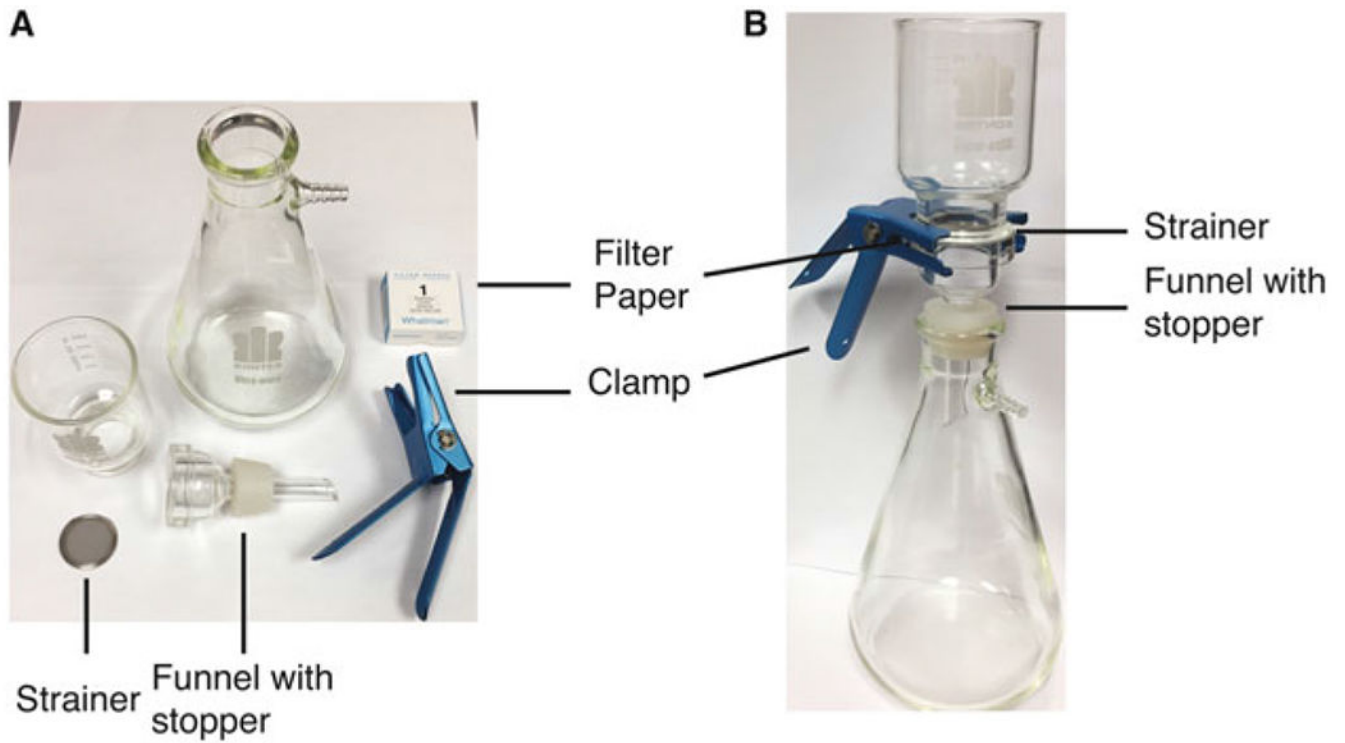 A
B
Filter
Paper
Clamp
Strainer
Funnel with
stopper
Strainer
Funnel with
stopper
1
Whatman